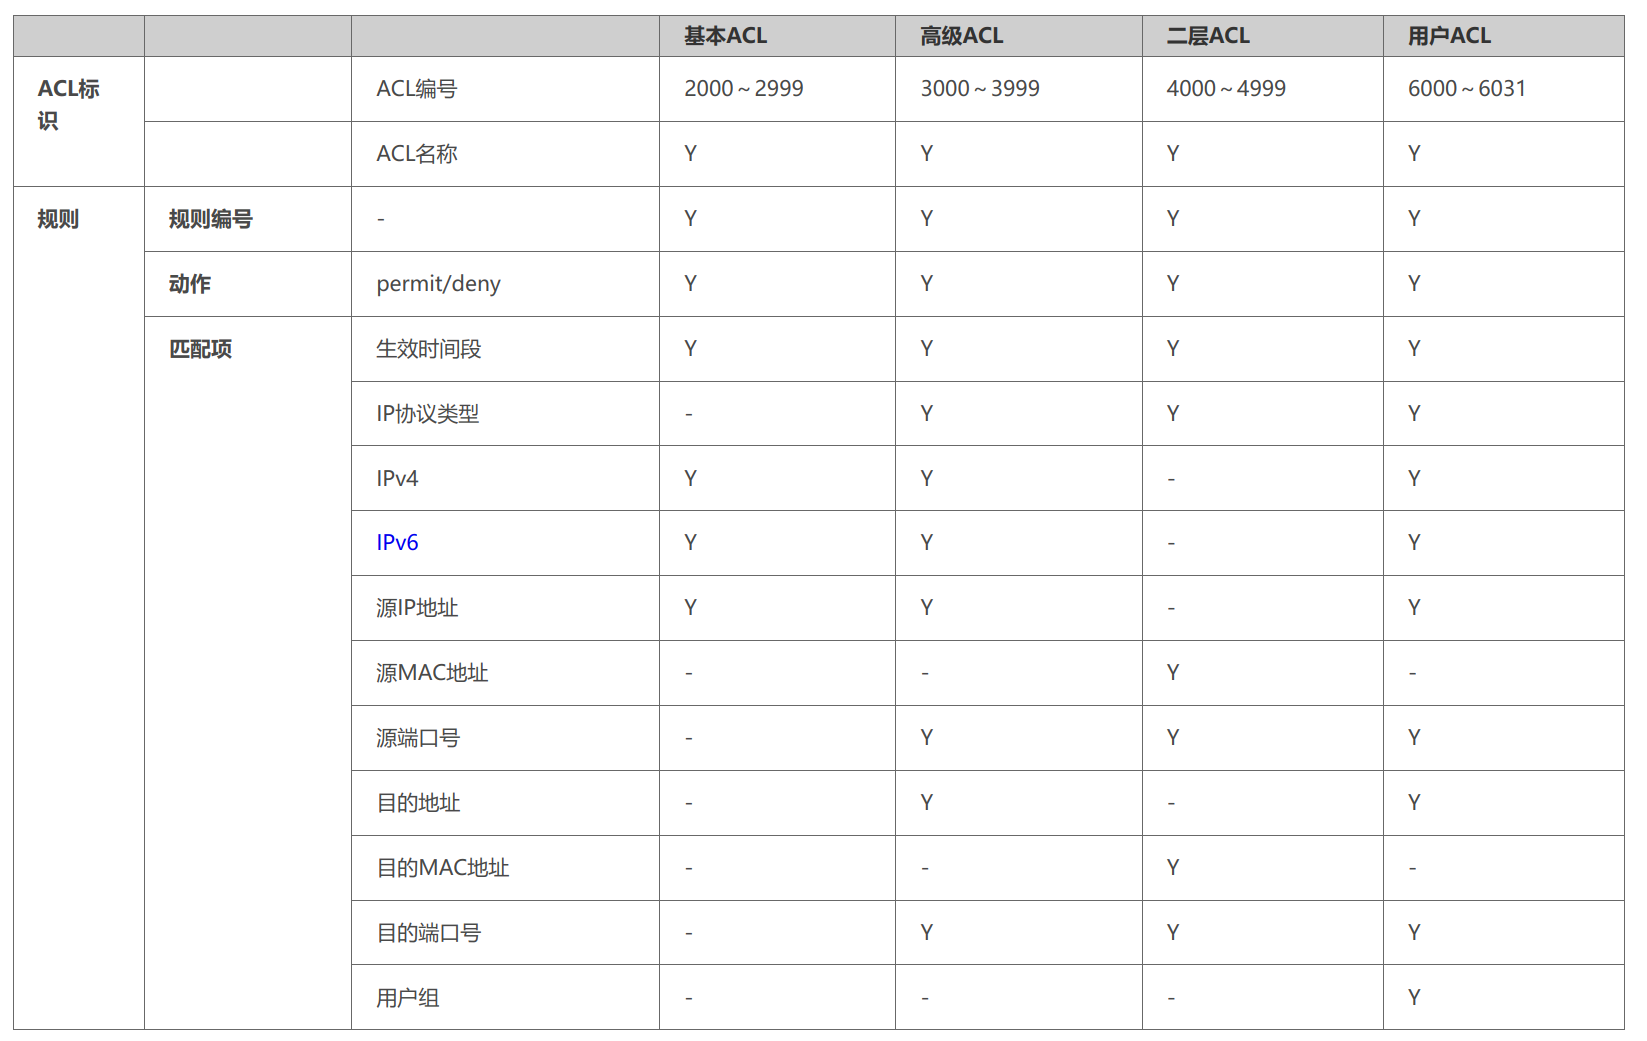 基本ACL 高级ACL 二层ACL 用户ACL
ACL标识 ACL编号 2000～2999 3000～3999 4000～4999 6000～6031
ACL名称 Y Y Y Y
规则 规则编号 - Y Y Y Y
动作 permit/deny Y Y Y Y
匹配项 生效时间段 Y Y Y Y
IP协议类型 - Y Y Y
IPv4 Y Y - Y
IPv6 Y Y - Y
源IP地址 Y Y - Y
源MAC地址 - - Y -
源端口号 - Y Y Y
目的地址 - Y - Y
目的MAC地址 - - Y -
目的端口号 - Y Y Y
用户组 - - - Y